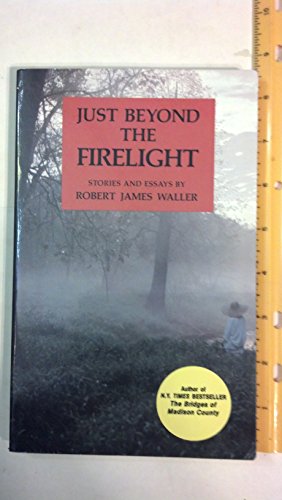 JUST BEYOND
THE
FIRELIGHT
STORIES AND ESSAYS BY
ROBERT JAMES WALLER
Author of
N.Y. TIMES BESTSELLER
The Bridges of
Madison County